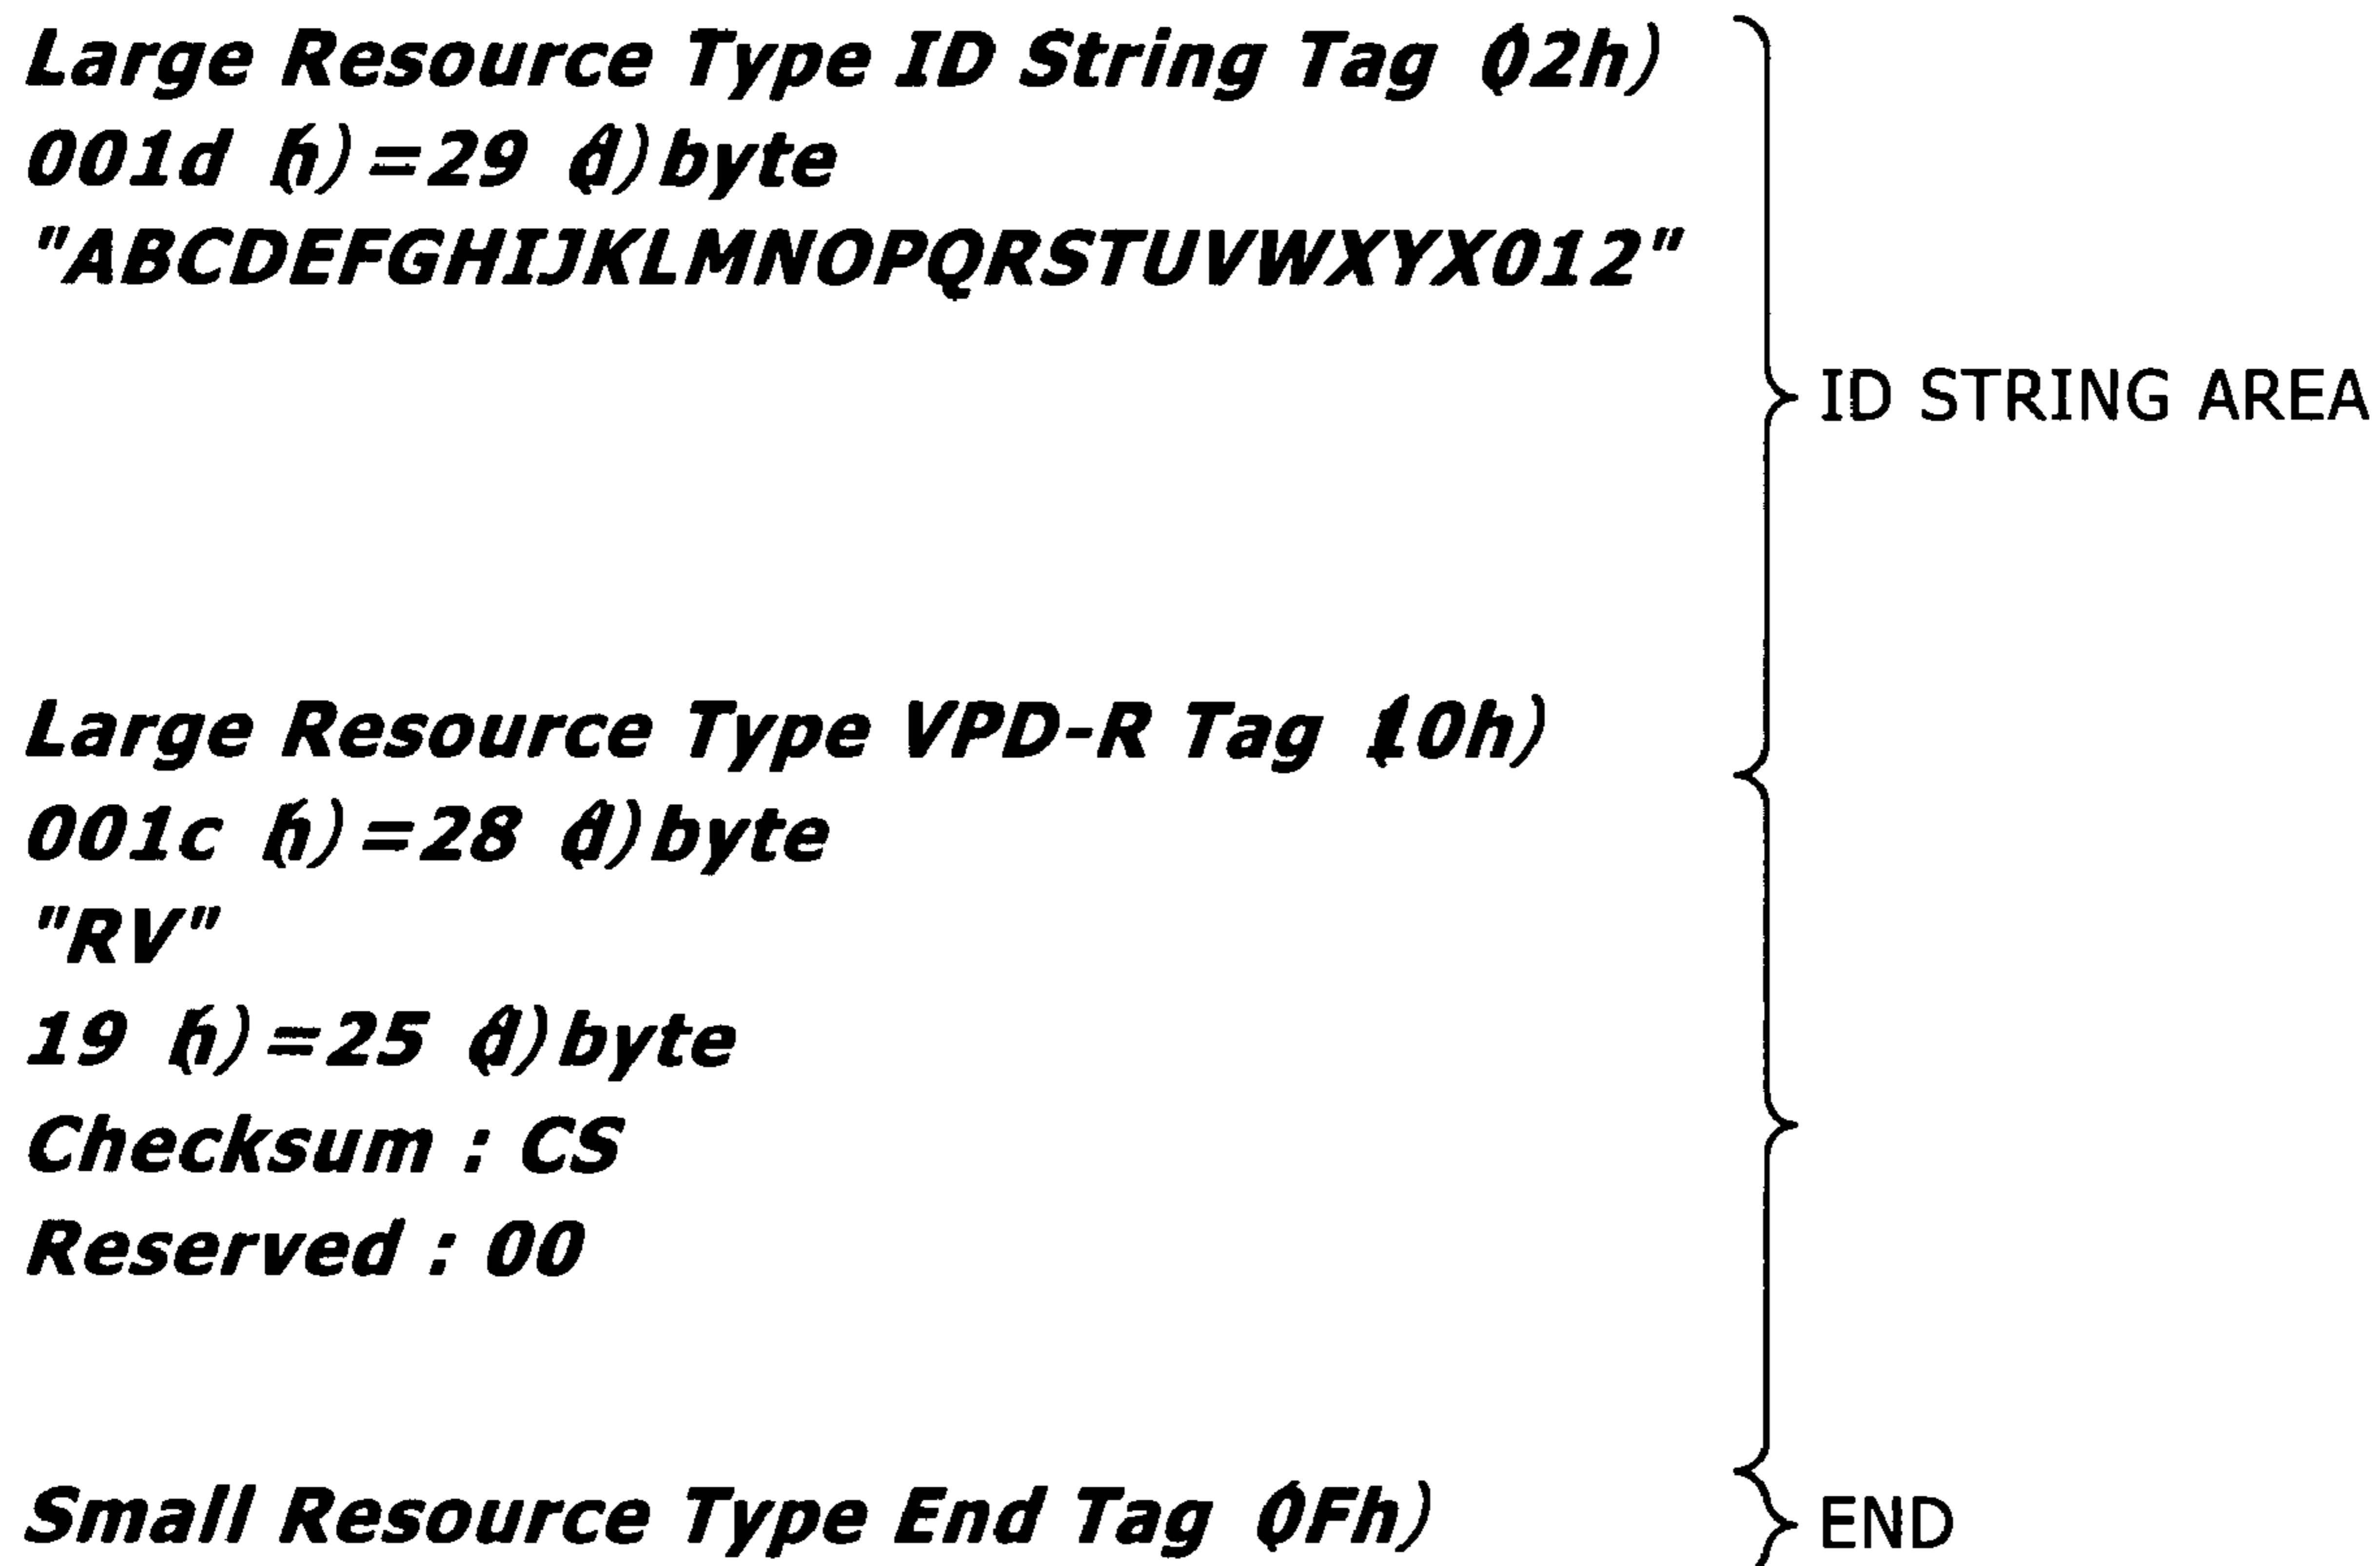 Large Resource Type ID String Tag (02h)
001d (h)=29 (d)byte
"ABCDEFGHIJKLMNOPQRSTUVWXYX012"
ID STRING AREA
Large Resource Type VPD-R Tag (10h)
001c (h)=28 (d)byte
"RV"
19 (h)=25 (d)byte
Checksum : CS
Reserved : 00
Small Resource Type End Tag (0Fh)
END